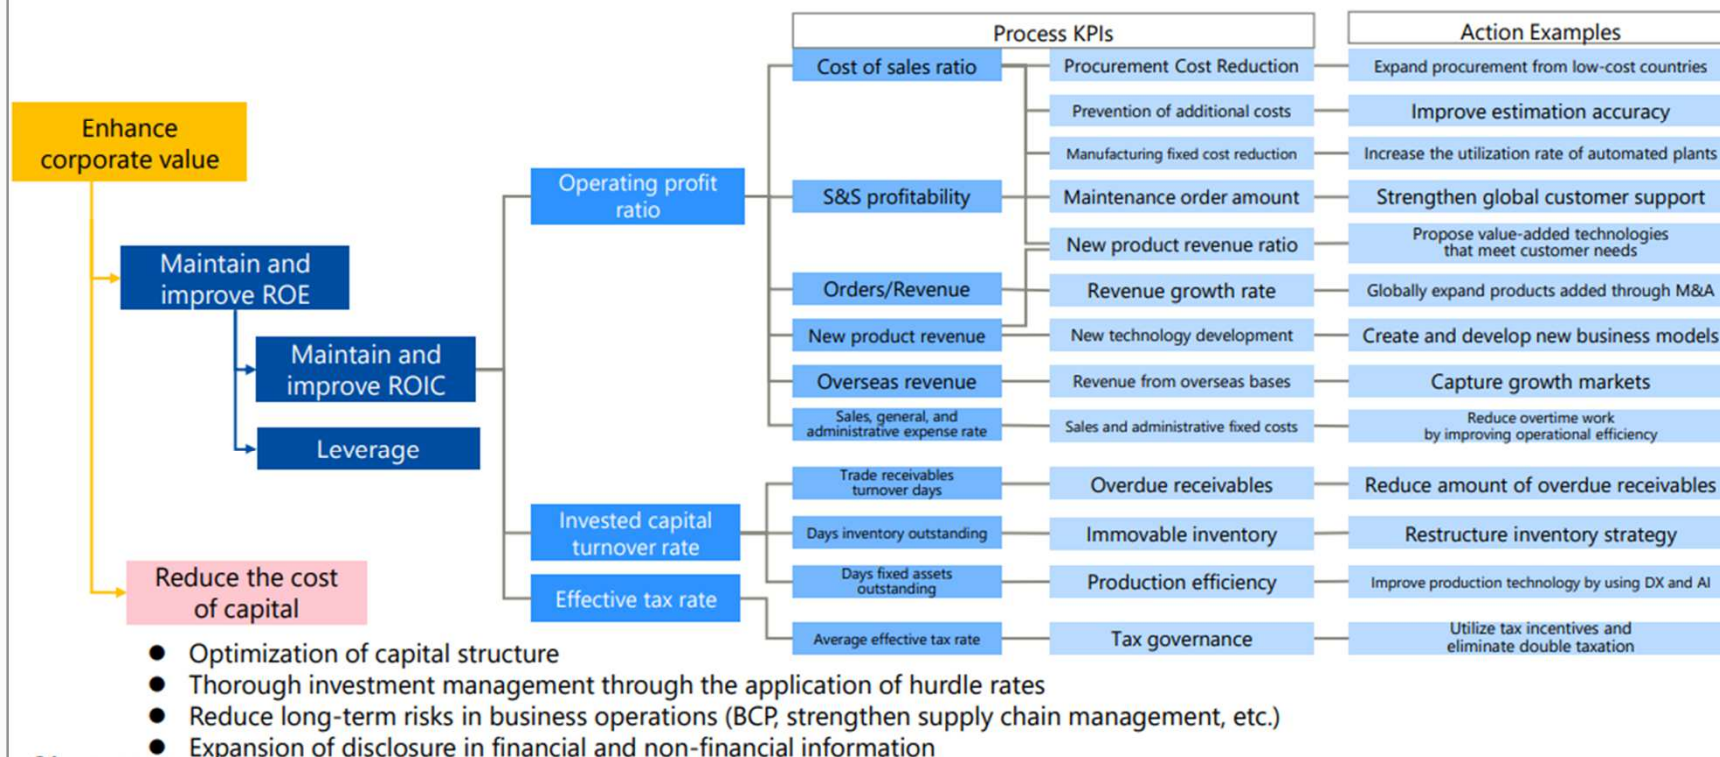 Process KPIs
Action Examples
Enhance
corporate value
Maintain and
improve ROE
Maintain and
improve ROIC
Leverage
Reduce the cost
of capital
Operating profit
ratio
Invested capital
turnover rate
Effective tax rate
Cost of sales ratio
Procurement Cost Reduction
Expand procurement from low-cost countries
Prevention of additional costs
Improve estimation accuracy
Manufacturing fixed cost reduction
Increase the utilization rate of automated plants
S&S profitability
Maintenance order amount
Strengthen global customer support
New product revenue ratio
Propose value-added technologies
that meet customer needs
Orders/Revenue
Revenue growth rate
Globally expand products added through M&A
New product revenue
New technology development
Create and develop new business models
Overseas revenue
Revenue from overseas bases
Capture growth markets
Sales, general, and
administrative expense rate
Sales and administrative fixed costs
Reduce overtime work
by improving operational efficiency
Trade receivables
turnover days
Overdue receivables
Reduce amount of overdue receivables
Days inventory outstanding
Immovable inventory
Restructure inventory strategy
Days fixed assets
outstanding
Production efficiency
Improve production technology by using DX and AI
Average effective tax rate
Tax governance
Utilize tax incentives and
eliminate double taxation
● Optimization of capital structure
● Thorough investment management through the application of hurdle rates
● Reduce long-term risks in business operations (BCP, strengthen supply chain management, etc.)
● Expansion of disclosure in financial and non-financial information